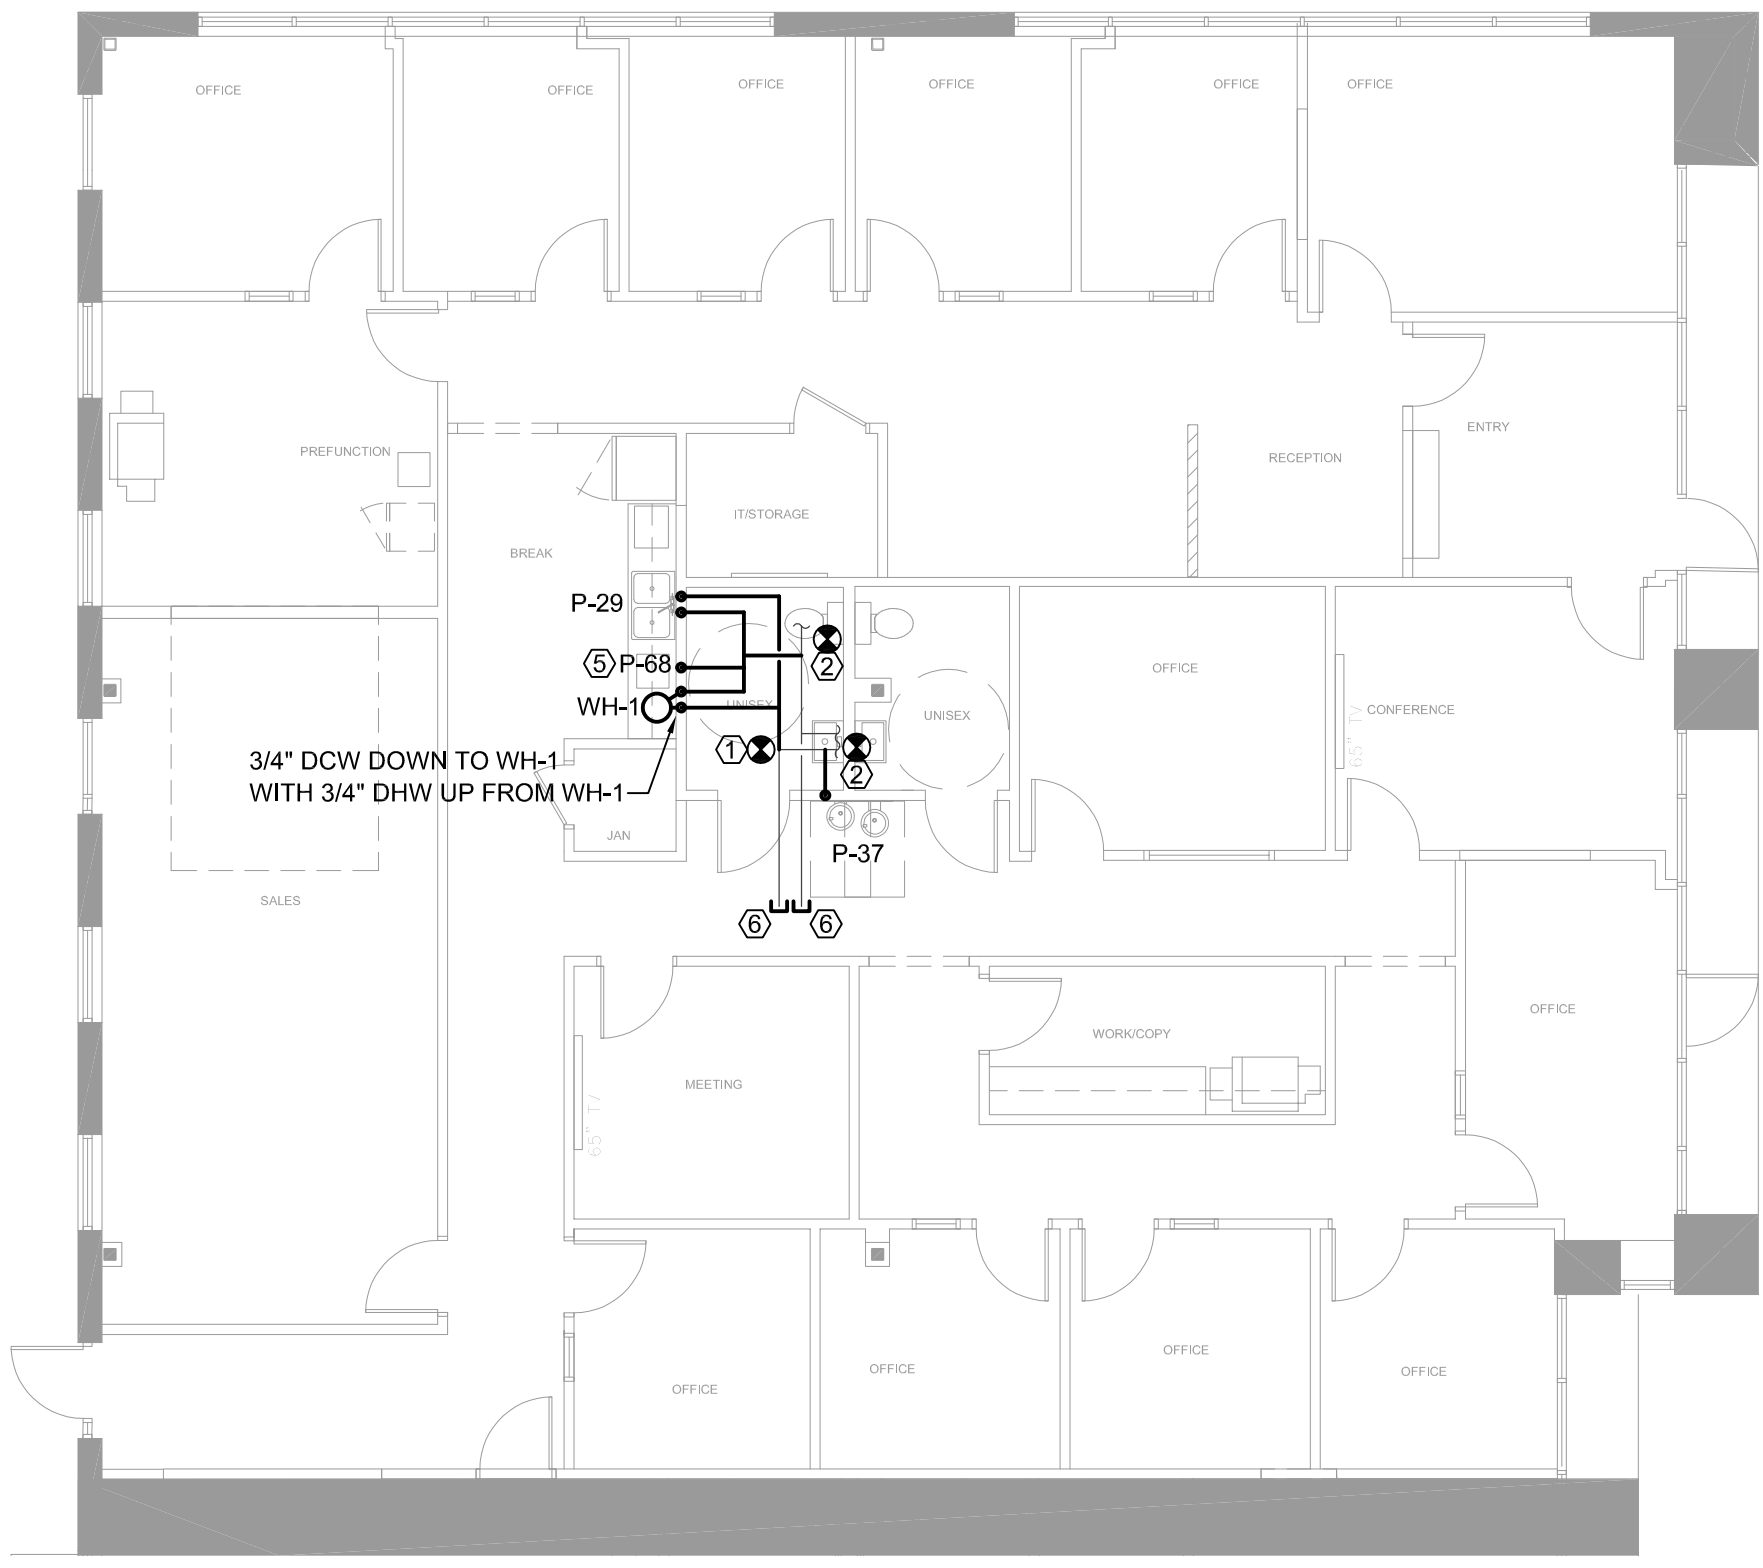 OFFICE
OFFICE
OFFICE
OFFICE
OFFICE
OFFICE
PREFUNCTION
ENTRY
RECEPTION
IT/STORAGE
BREAK
P-29
5 P-68
2
OFFICE
WH-1
UNISEX
UNISEX
CONFERENCE
65" TV
1
2
3/4" DCW DOWN TO WH-1
WITH 3/4" DHW UP FROM WH-1
JAN
P-37
SALES
6
6
OFFICE
WORK/COPY
MEETING
65" TV
OFFICE
OFFICE
OFFICE
OFFICE